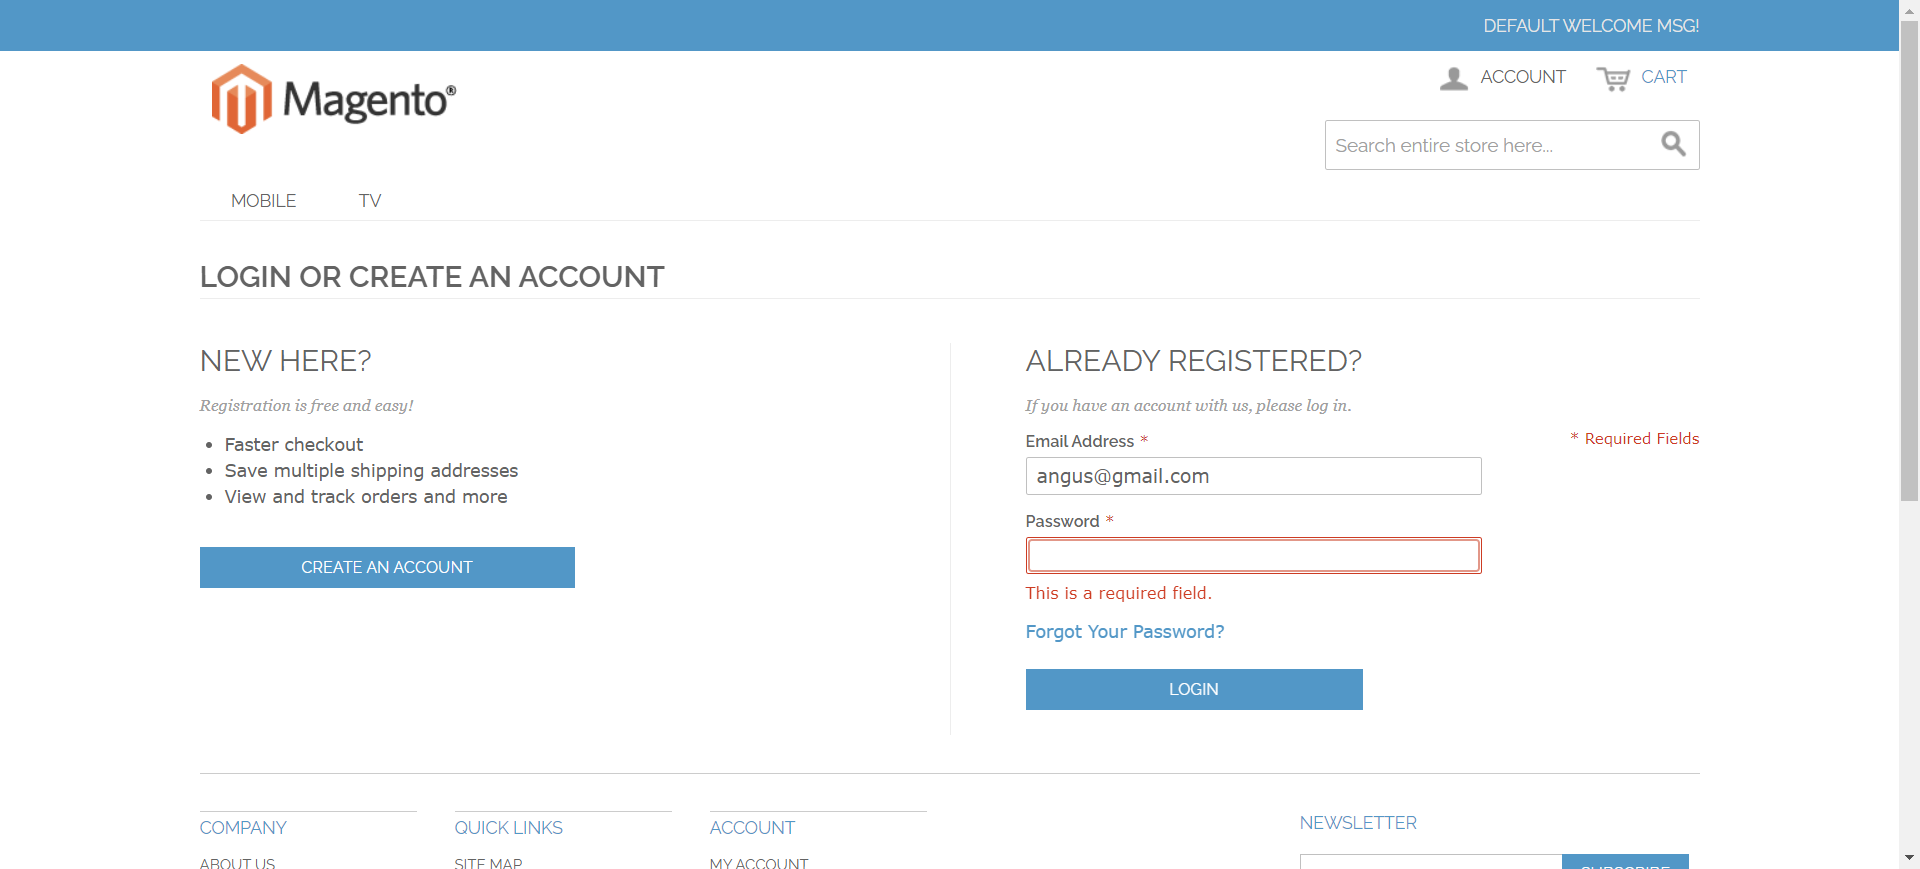 DEFAULT WELCOME MSG!
Magento®
ACCOUNT
CART
Search entire store here...
MOBILE
TV
LOGIN OR CREATE AN ACCOUNT
NEW HERE?
Registration is free and easy!
• Faster checkout
• Save multiple shipping addresses
• View and track orders and more
CREATE AN ACCOUNT
ALREADY REGISTERED?
If you have an account with us, please log in.
* Required Fields
Email Address *
angus@gmail.com
Password *
This is a required field.
Forgot Your Password?
LOGIN
COMPANY
ABOUT US
QUICK LINKS
SITE MAP
ACCOUNT
MY ACCOUNT
NEWSLETTER
SUBSCRIBE